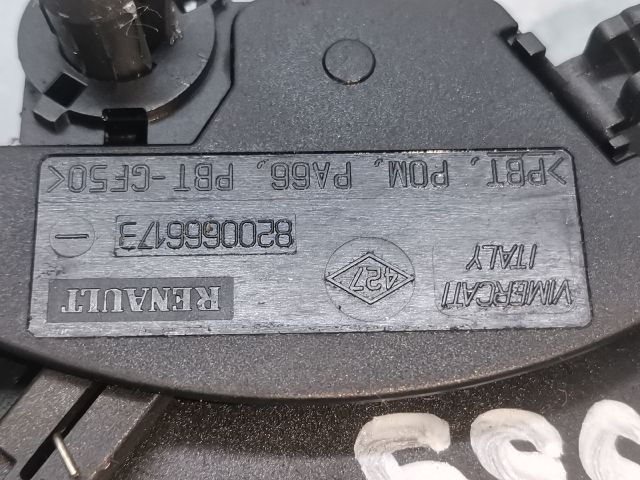 >PBT, POM, PA66, PBT-GF50<
VIMERCATI
ITALY
427
8200666173
RENAULT